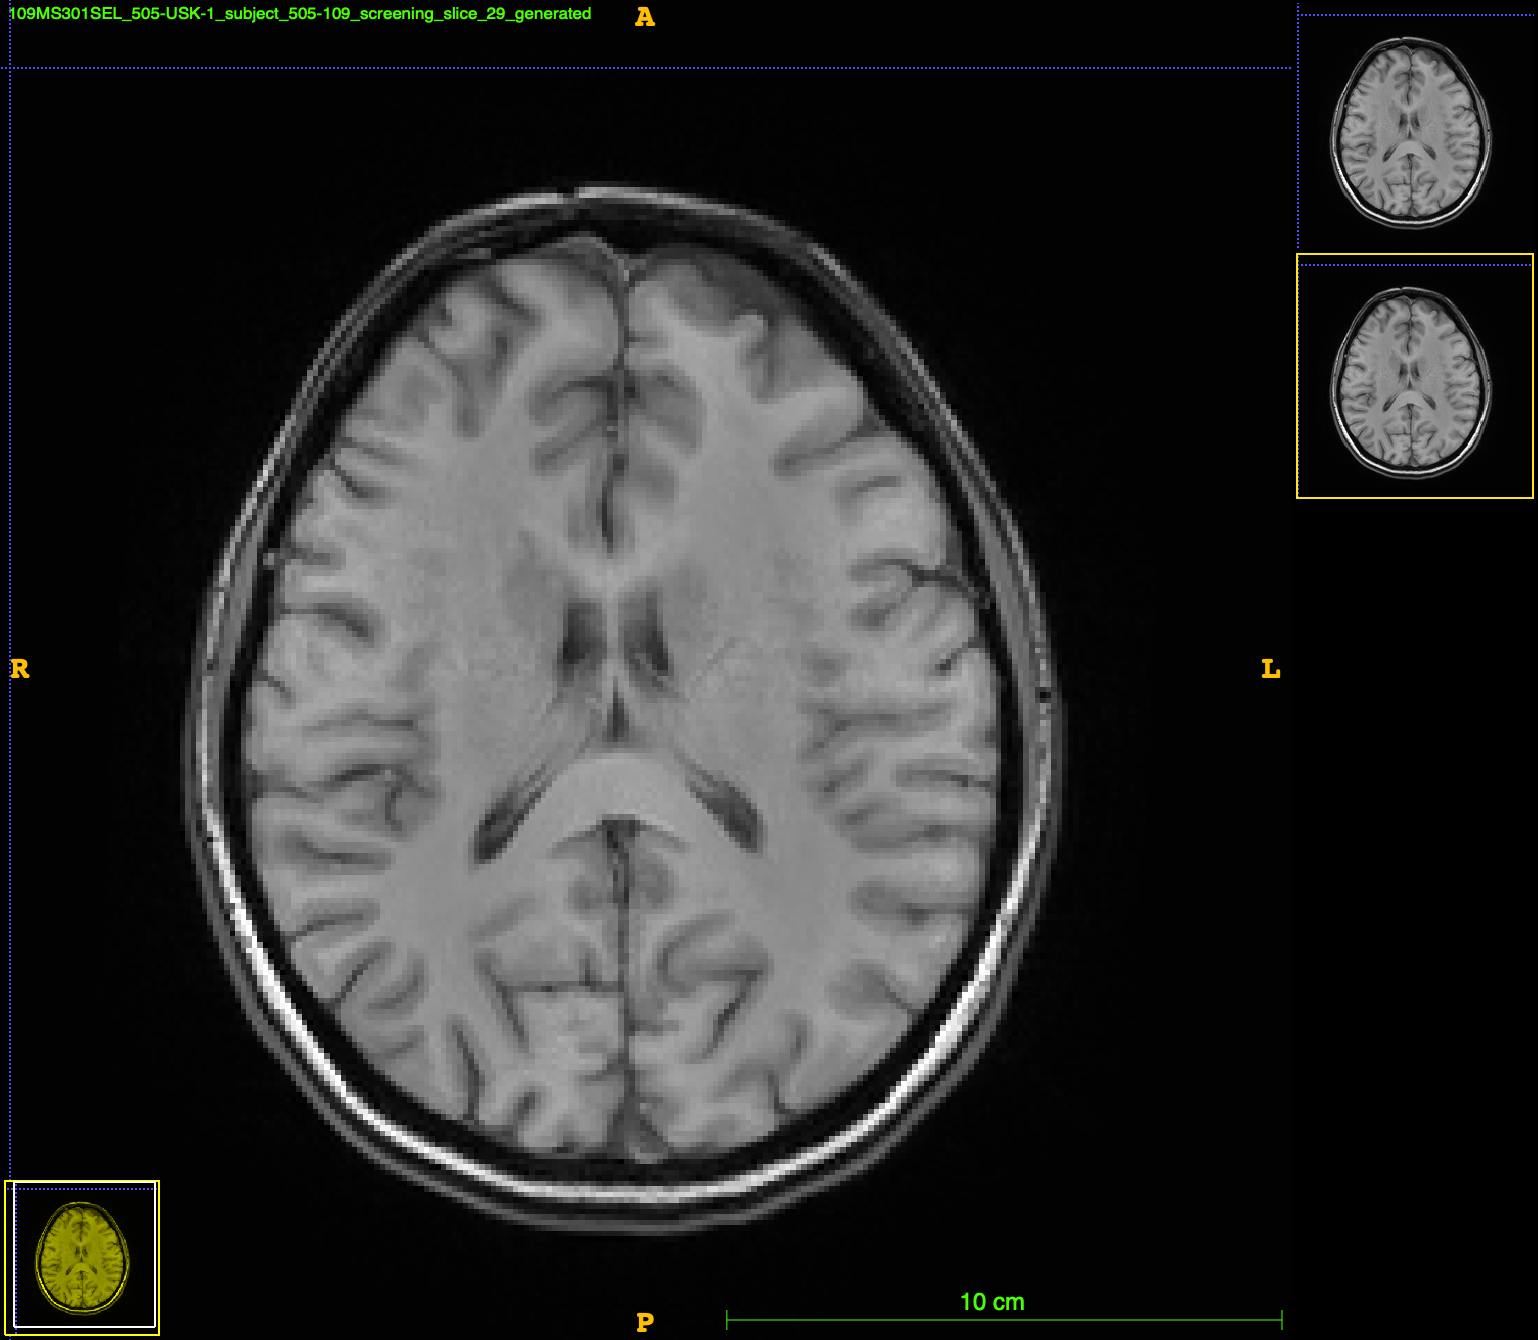 109MS301SEL_505-USK-1_subject_505-109_screening_slice_29_generated
A
R
L
10 cm
P